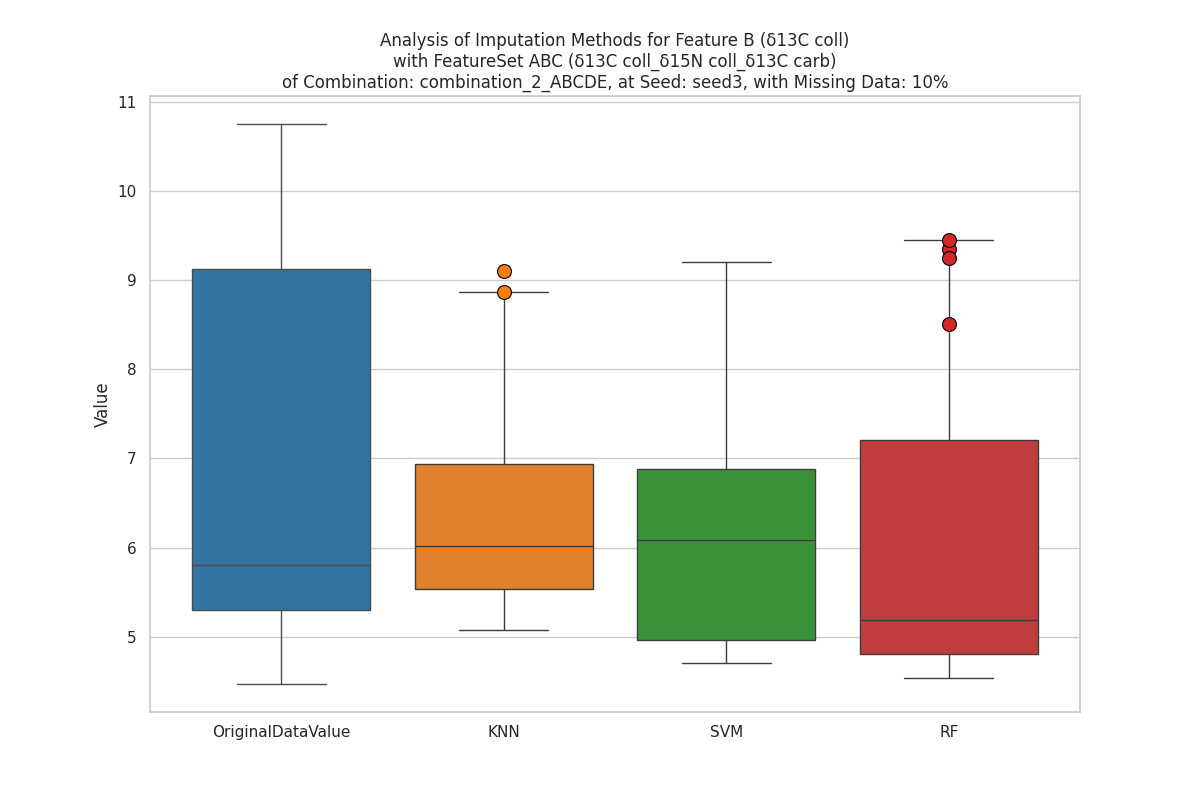 Analysis of Imputation Methods for Feature B (δ13C coll)
with FeatureSet ABC (δ13C coll_δ15N coll_δ13C carb)
of Combination: combination_2_ABCDE, at Seed: seed3, with Missing Data: 10%
11
10
9
8
7
6
5
Value
OriginalDataValue
KNN
SVM
RF